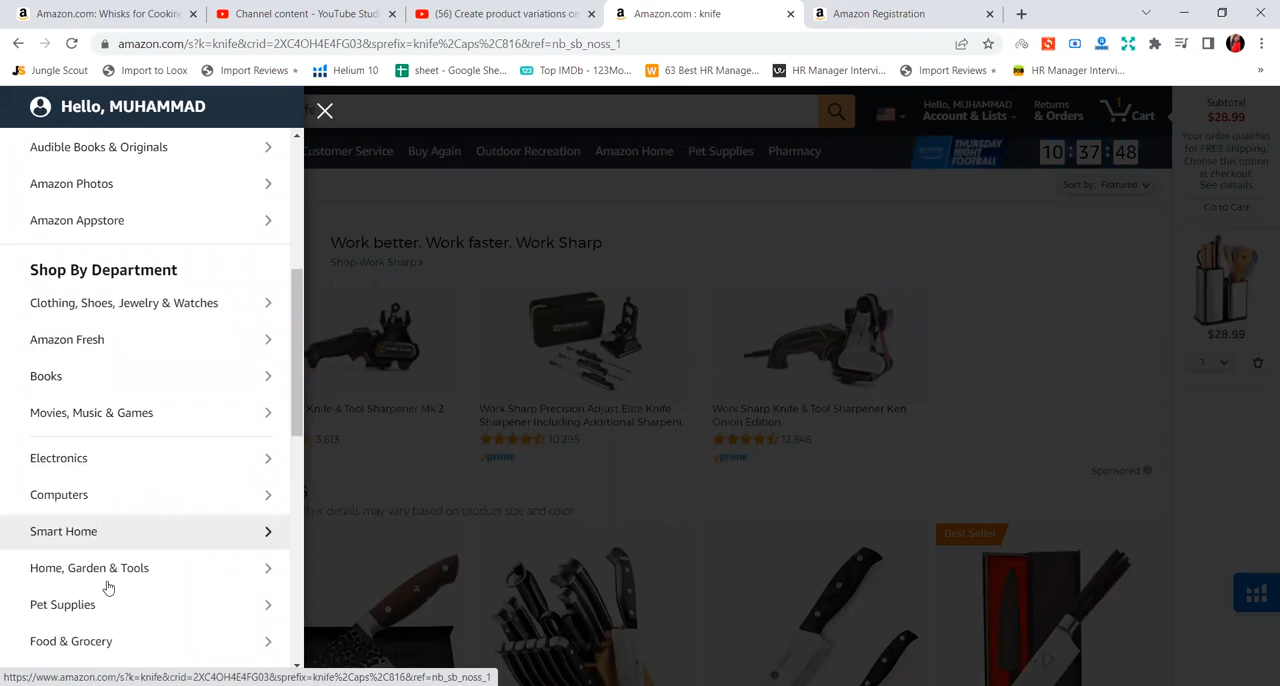 Amazon.com: Whisks for Cooking
Channel content - YouTube Stud
(56) Create product variations on
Amazon.com : knife
Amazon Registration
amazon.com/s?k=knife&crid=2XC4OH4E4FG03&sprefix=knife%2Caps%2C816&ref=nb_sb_noss_1
Jungle Scout
Import to Loox
Import Reviews
Helium 10
sheet - Google She...
Top IMDb - 123Mo...
63 Best HR Manage...
HR Manager Intervi...
Import Reviews
HR Manager Intervi...
Hello, MUHAMMAD
Hello, MUHAMMAD
Account & Lists
Returns
& Orders
1
Cart
Customer Service
Buy Again
Outdoor Recreation
Amazon Home
Pet Supplies
Pharmacy
prime
THURSDAY
NIGHT
FOOTBALL
10 : 37 : 48
Subtotal
$28.99
Your order qualifies
for FREE Shipping.
Choose this option
at checkout.
See details
Go to Cart
$28.99
1
Audible Books & Originals
Amazon Photos
Amazon Appstore
Shop By Department
Clothing, Shoes, Jewelry & Watches
Amazon Fresh
Books
Movies, Music & Games
Electronics
Computers
Smart Home
Home, Garden & Tools
Pet Supplies
Food & Grocery
Sort by: Featured
Work better. Work faster. Work Sharp
Shop Work Sharp ›
Knife & Tool Sharpener Mk 2
3,813
Work Sharp Precision Adjust Elite Knife
Sharpener Including Additional Sharpeni
10,295
prime
Work Sharp Knife & Tool Sharpener Ken
Onion Edition
12,848
prime
Sponsored
ther details may vary based on product size and color.
Best Seller
https://www.amazon.com/s?k=knife&crid=2XC4OH4E4FG03&sprefix=knife%2Caps%2C816&ref=nb_sb_noss_1